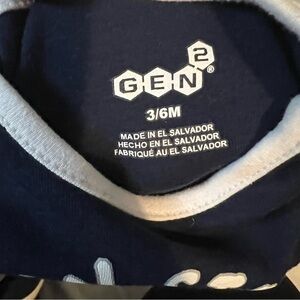 GEN2
3/6M
MADE IN EL SALVADOR
HECHO EN EL SALVADOR
FABRIQUÉ AU EL SALVADOR